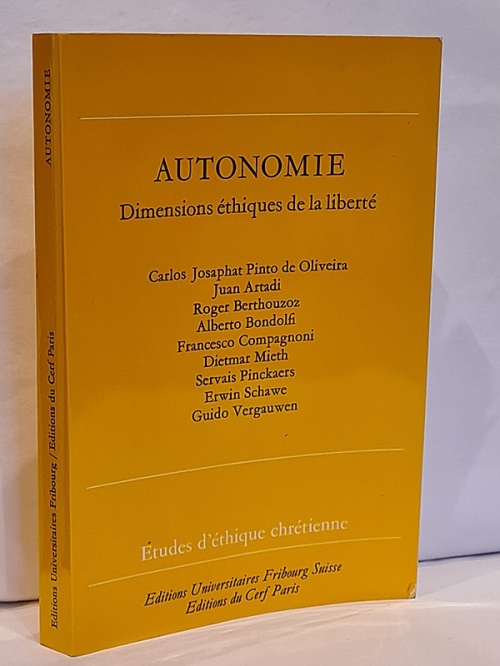 AUTONOMIE
Dimensions éthiques de la liberté
Carlos Josaphat Pinto de Oliveira
Juan Artadi
Roger Berthouzoz
Alberto Bondolfi
Francesco Compagnoni
Dietmar Mieth
Servais Pinckaers
Erwin Schawe
Guido Vergauwen
Études d'éthique chrétienne
Editions Universitaires Fribourg Suisse
Editions du Cerf Paris
AUTONOMIE
Editions Universitaires Fribourg / Editions du Cerf Paris